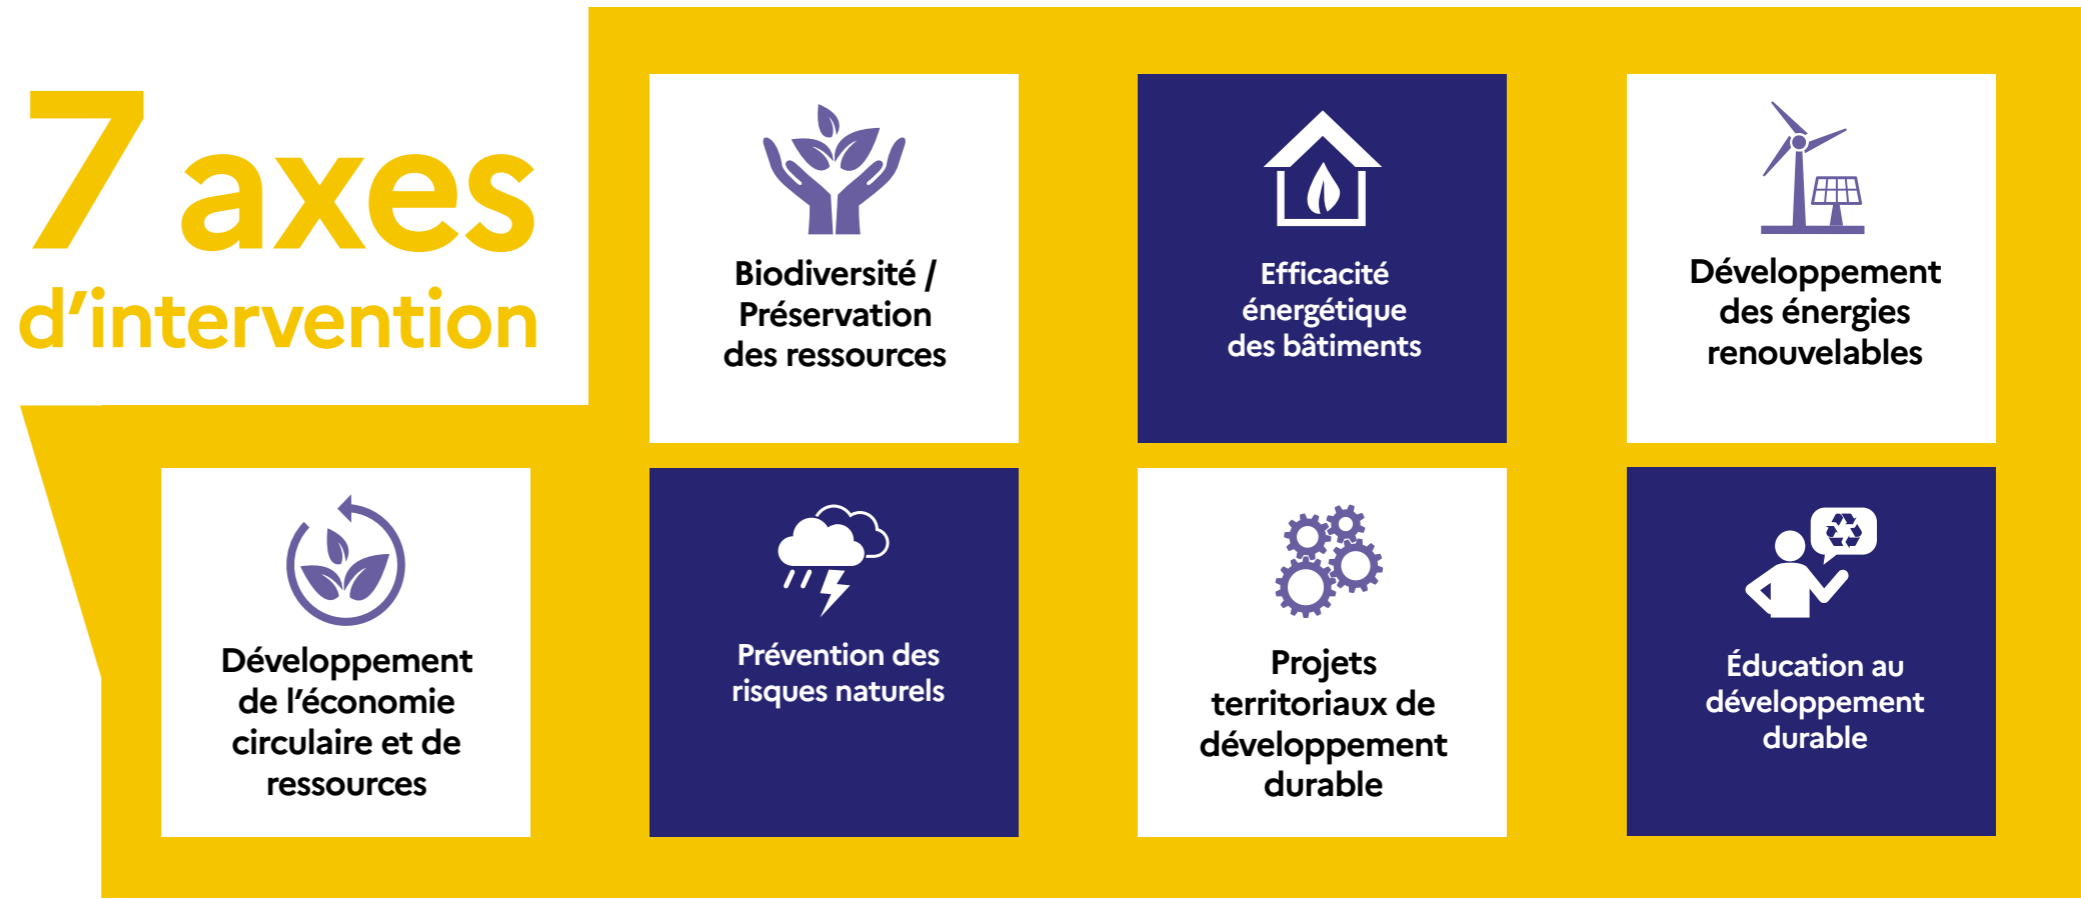 7 axes
d’intervention
Biodiversité /
Préservation
des ressources
Efficacité
énergétique
des bâtiments
Développement
des énergies
renouvelables
Développement
de l’économie
circulaire et de
ressources
Prévention des
risques naturels
Projets
territoriaux de
développement
durable
Éducation au
développement
durable